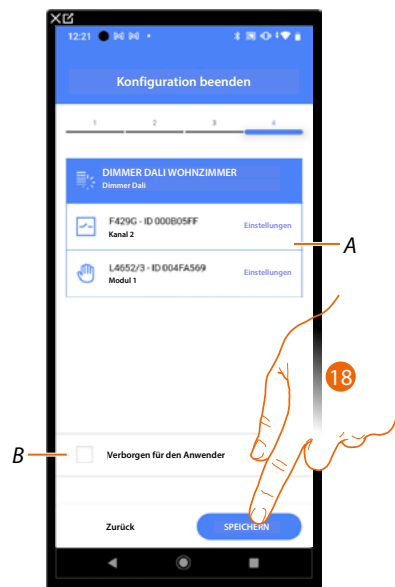 12:21
Konfiguration beenden
1 2 3 4
DIMMER DALI WOHNZIMMER
Dimmer Dali
F429G - ID 000B05FF
Kanal 2
Einstellungen
A
L4652/3 - ID 004FA569
Modul 1
Einstellungen
18
B
Verborgen für den Anwender
Zurück
SPEICHERN